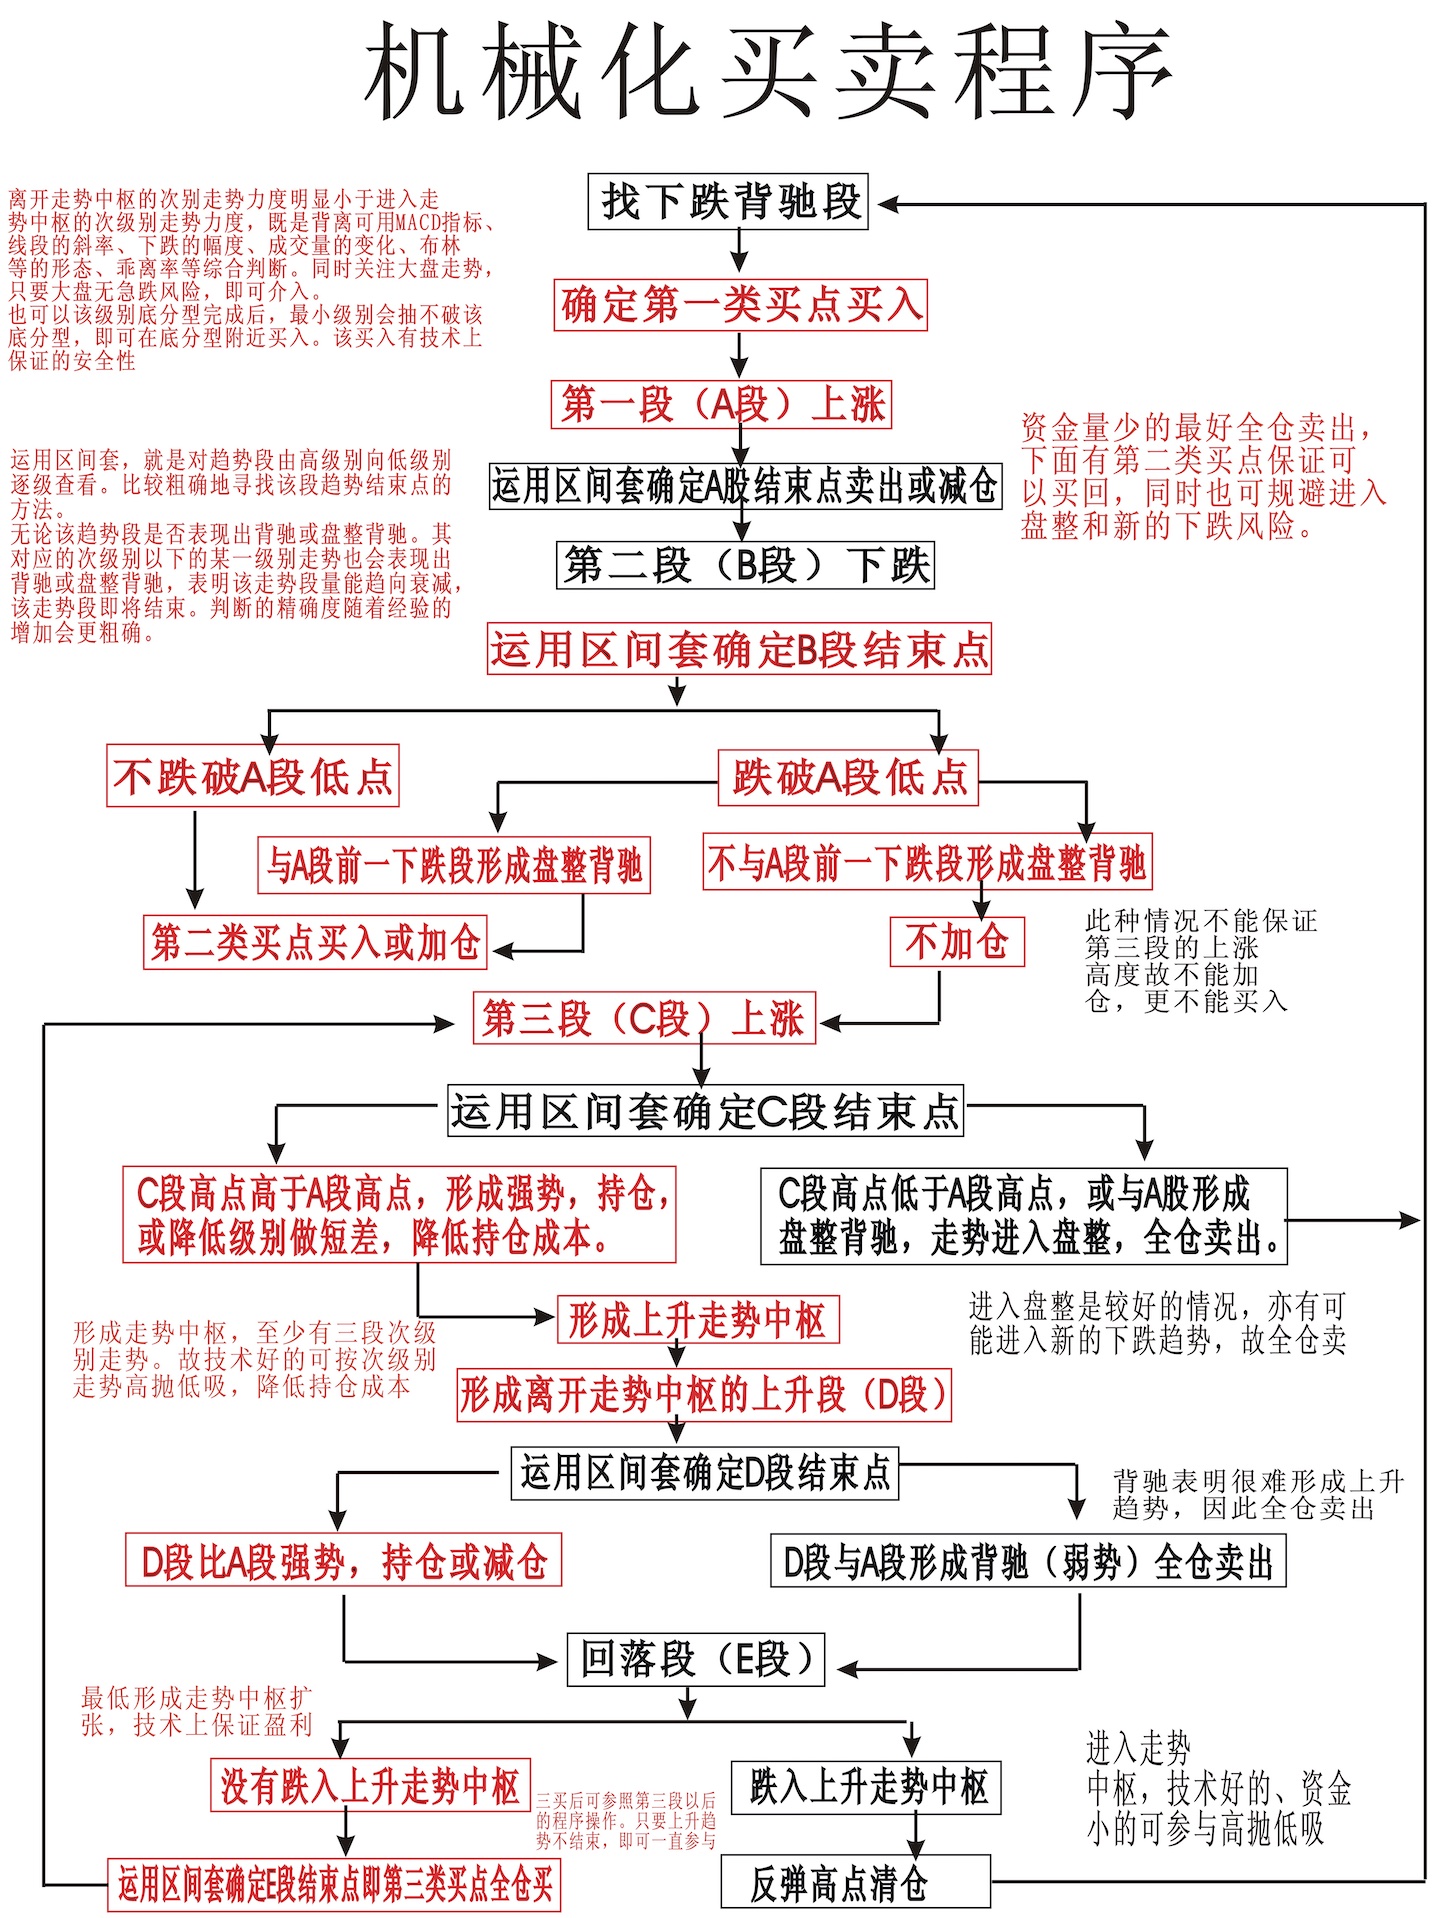 机械化买卖程序
找下跌背驰段
离开走势中枢的次别走势力度明显小于进入走
势中枢的次级别走势力度，既是背离可用MACD指标、
线段的斜率、下跌的幅度、成交量的变化、布林
等的形态、乖离率等综合判断。同时关注大盘走势，
只要大盘无急跌风险，即可介入。
也可以该级别底分型完成后，最小级别会抽不破该
底分型，即可在底分型附近买入。该买入有技术上
保证的安全性
确定第一类买点买入
第一段（A段）上涨
资金量少的最好全仓卖出，
下面有第二类买点保证可
以买回，同时也可规避进入
盘整和新的下跌风险。
运用区间套，就是对趋势段由高级别向低级别
逐级查看。比较粗确地寻找该段趋势结束点的
方法。
无论该趋势段是否表现出背驰或盘整背驰。其
对应的次级别以下的某一级别走势也会表现出
背驰或盘整背驰，表明该走势段量能趋向衰减，
该走势段即将结束。判断的精确度随着经验的
增加会更粗确。
运用区间套确定A股结束点卖出或减仓
第二段（B段）下跌
运用区间套确定B段结束点
不跌破A段低点
跌破A段低点
与A段前一下跌段形成盘整背驰
不与A段前一下跌段形成盘整背驰
第二类买点买入或加仓
不加仓
此种情况不能保证
第三段的上涨
高度故不能加
仓，更不能买入
第三段（C段）上涨
运用区间套确定C段结束点
C段高点高于A段高点，形成强势，持仓，
或降低级别做短差，降低持仓成本。
C段高点低于A段高点，或与A股形成
盘整背驰，走势进入盘整，全仓卖出。
进入盘整是较好的情况，亦有可
能进入新的下跌趋势，故全仓卖
形成上升走势中枢
形成走势中枢，至少有三段次级
别走势。故技术好的可按次级别
走势高抛低吸，降低持仓成本
形成离开走势中枢的上升段（D段）
运用区间套确定D段结束点
背驰表明很难形成上升
趋势，因此全仓卖出
D段比A段强势，持仓或减仓
D段与A段形成背驰（弱势）全仓卖出
回落段（E段）
最低形成走势中枢扩
张，技术上保证盈利
没有跌入上升走势中枢
跌入上升走势中枢
进入走势
中枢，技术好的、资金
小的可参与高抛低吸
三买后可参照第三段以后
的程序操作。只要上升趋
势不结束，即可一直参与
运用区间套确定E段结束点即第三类买点全仓买
反弹高点清仓